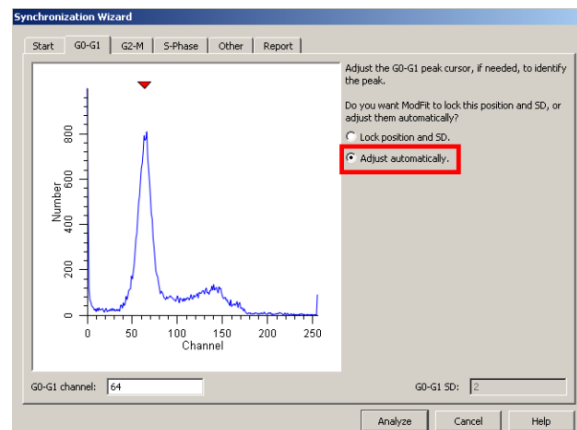 Synchronization Wizard
Start G0-G1 G2-M S-Phase Other Report
Adjust the G0-G1 peak cursor, if needed, to identify
the peak.
Do you want ModFit to lock this position and SD, or
adjust them automatically?
Lock position and SD.
Adjust automatically.
Number
800
600
400
200
0
0 50 100 150 200 250
Channel
G0-G1 channel: 64
G0-G1 SD: 2
Analyze Cancel Help